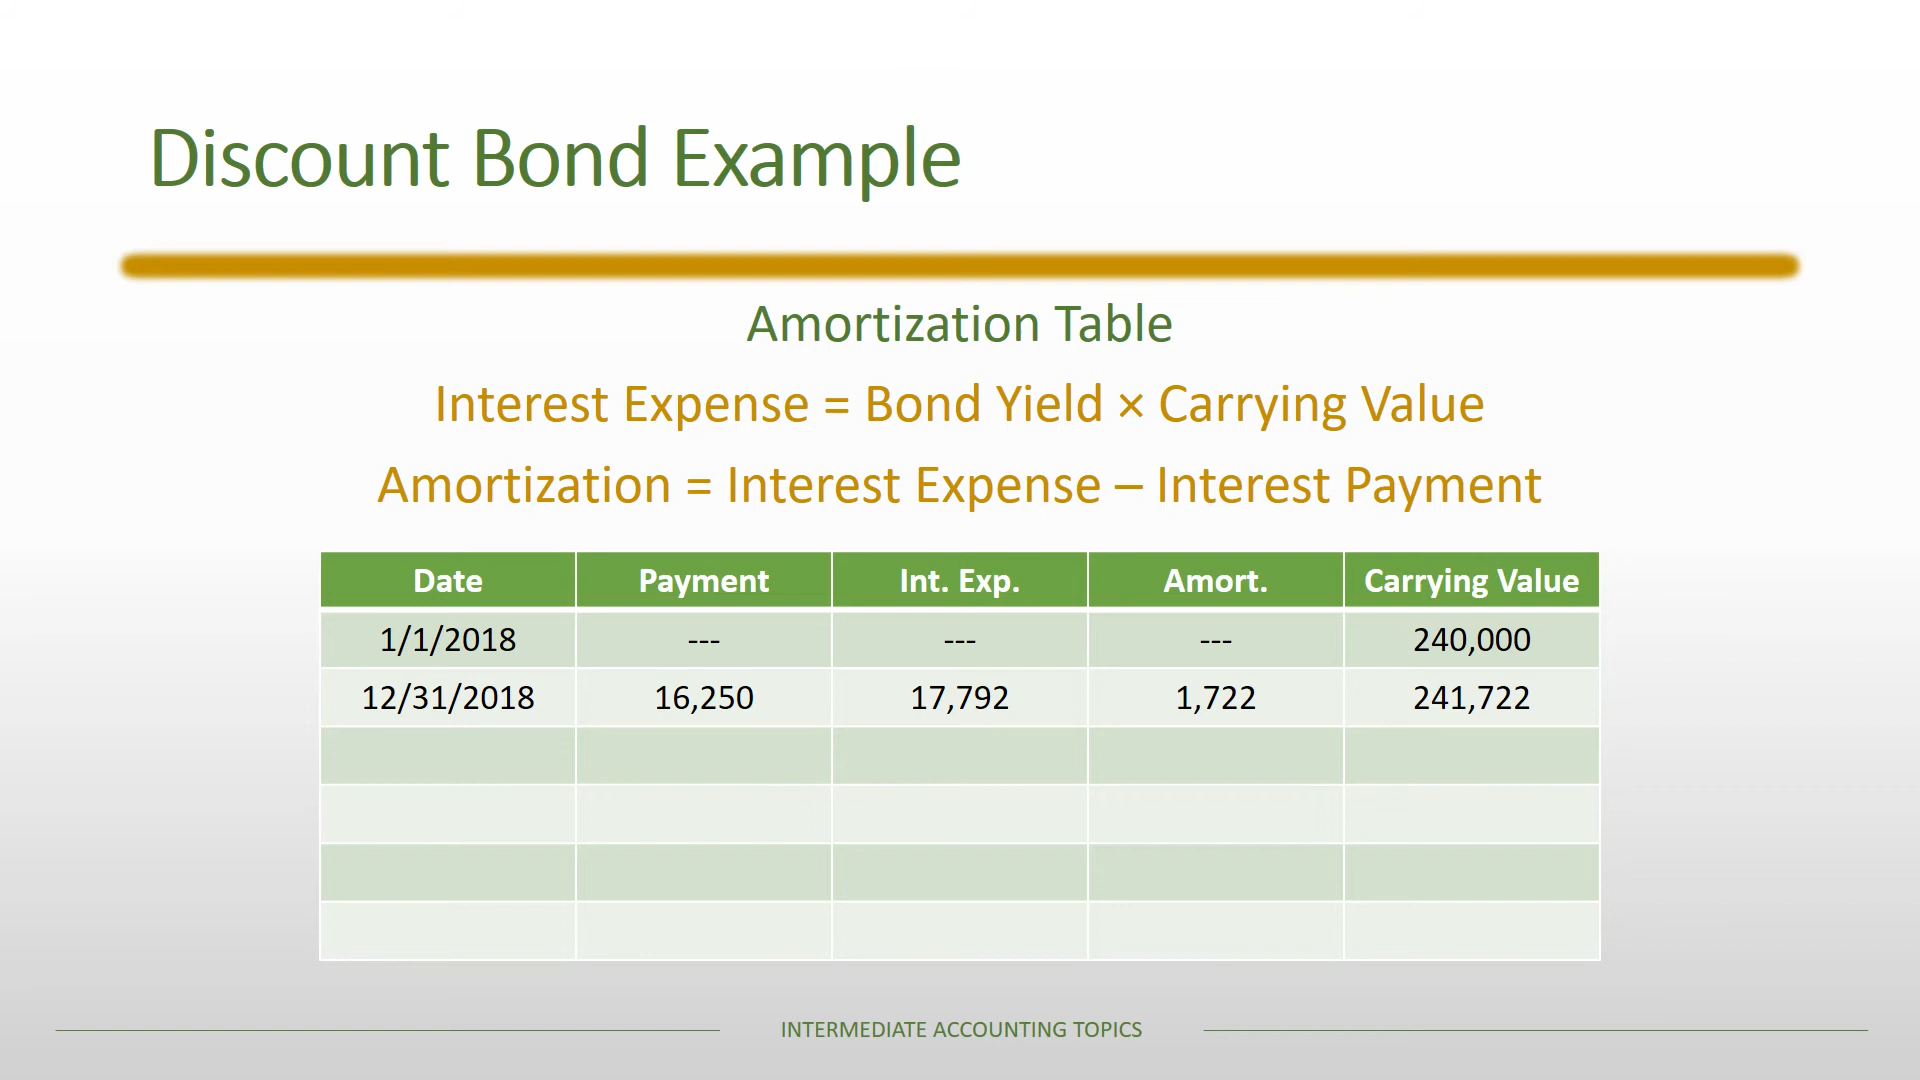 Discount Bond Example
Amortization Table
Interest Expense = Bond Yield × Carrying Value
Amortization = Interest Expense – Interest Payment
Date Payment Int. Exp. Amort. Carrying Value
1/1/2018 --- --- --- 240,000
12/31/2018 16,250 17,792 1,722 241,722
INTERMEDIATE ACCOUNTING TOPICS